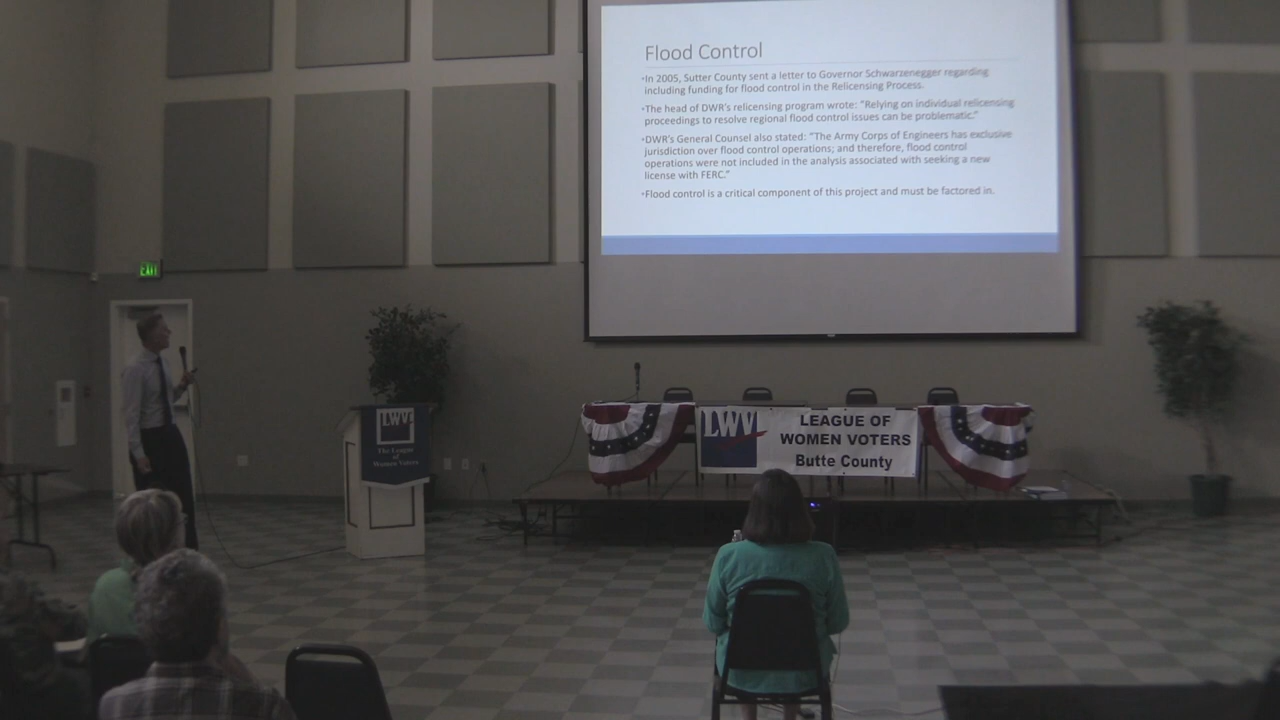 Flood Control
•In 2005, Sutter County sent a letter to Governor Schwarzenegger regarding
including funding for flood control in the Relicensing Process.
•The head of DWR's relicensing program wrote: "Relying on individual relicensing
proceedings to resolve regional flood control issues can be problematic."
•DWR's General Counsel also stated: "The Army Corps of Engineers has exclusive
jurisdiction over flood control operations; and therefore, flood control
operations were not included in the analysis associated with seeking a new
license with FERC."
•Flood control is a critical component of this project and must be factored in.
EXIT
LWV
The League
of
Women Voters
LWV
LEAGUE OF
WOMEN VOTERS
Butte County